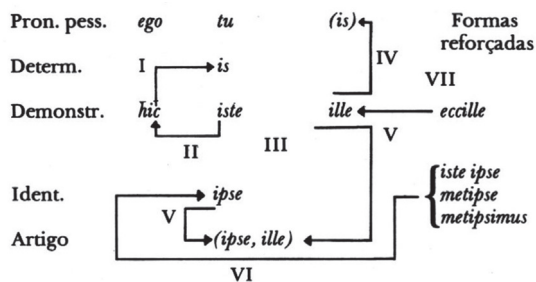 Pron. pess. ego tu (is) Formas
reforçadas
Determ. I is IV
VII
Demonstr. hic iste ille eccille
II III V
iste ipse
Ident. ipse metipse
V metipsimus
Artigo (ipse, ille)
VI